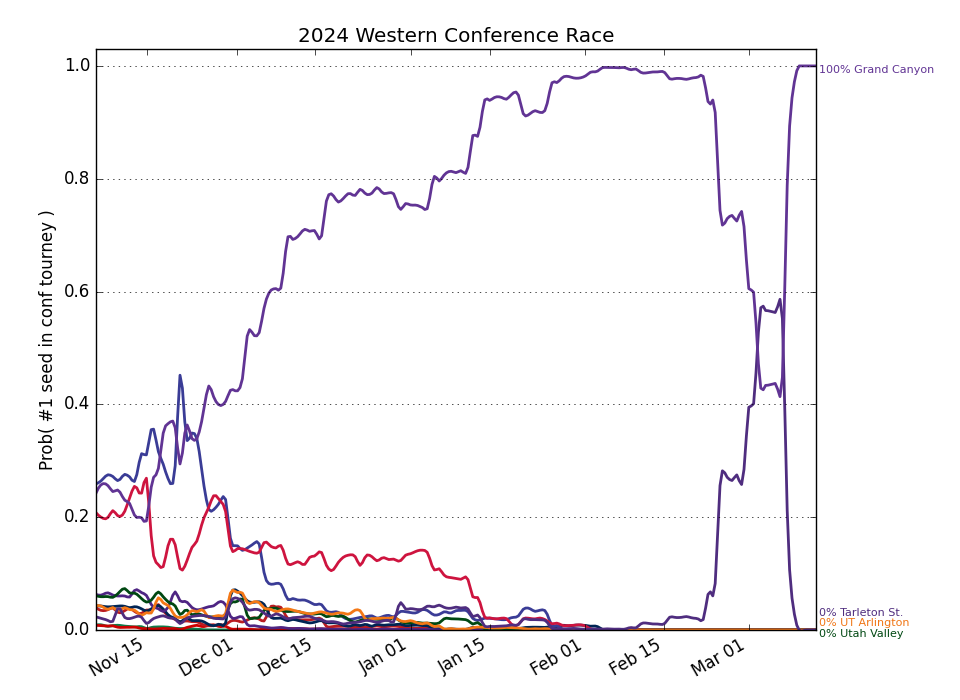 2024 Western Conference Race
Prob( #1 seed in conf tourney )
1.0
0.8
0.6
0.4
0.2
0.0
100% Grand Canyon
0% Tarleton St.
0% UT Arlington
0% Utah Valley
Nov 15
Dec 01
Dec 15
Jan 01
Jan 15
Feb 01
Feb 15
Mar 01